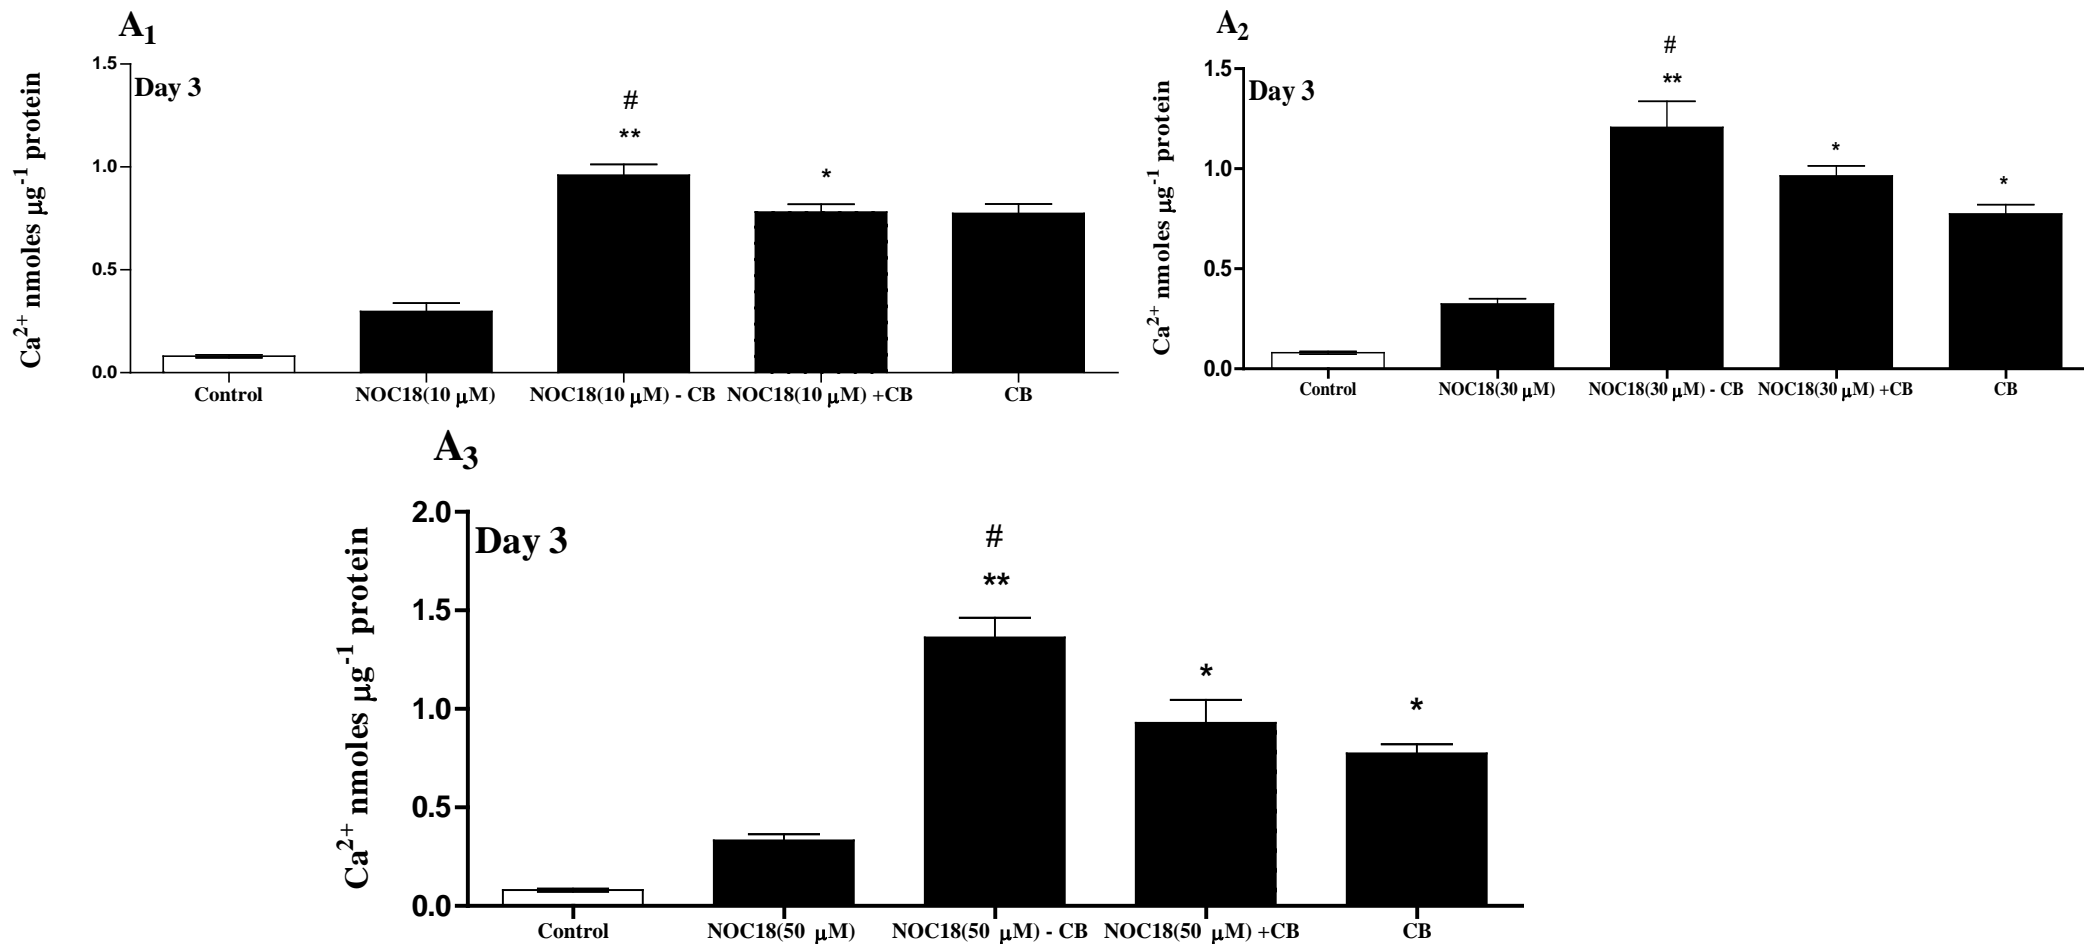 A1
Ca2+ nmoles µg-1 protein
Day 3
1.5
1.0
0.5
0.0
#
**
*
Control
NOC18(10 µM)
NOC18(10 µM) - CB
NOC18(10 µM) +CB
CB
A2
Ca2+ nmoles µg-1 protein
Day 3
1.5
1.0
0.5
0.0
#
**
*
*
Control
NOC18(30 µM)
NOC18(30 µM) - CB
NOC18(30 µM) +CB
CB
A3
Ca2+ nmoles µg-1 protein
Day 3
2.0
1.5
1.0
0.5
0.0
#
**
*
*
Control
NOC18(50 µM)
NOC18(50 µM) - CB
NOC18(50 µM) +CB
CB